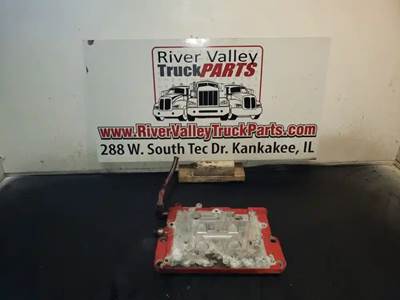 River Valley
TruckPARTS
www.RiverValleyTruckParts.com
288 W. South Tec Dr. Kankakee, IL